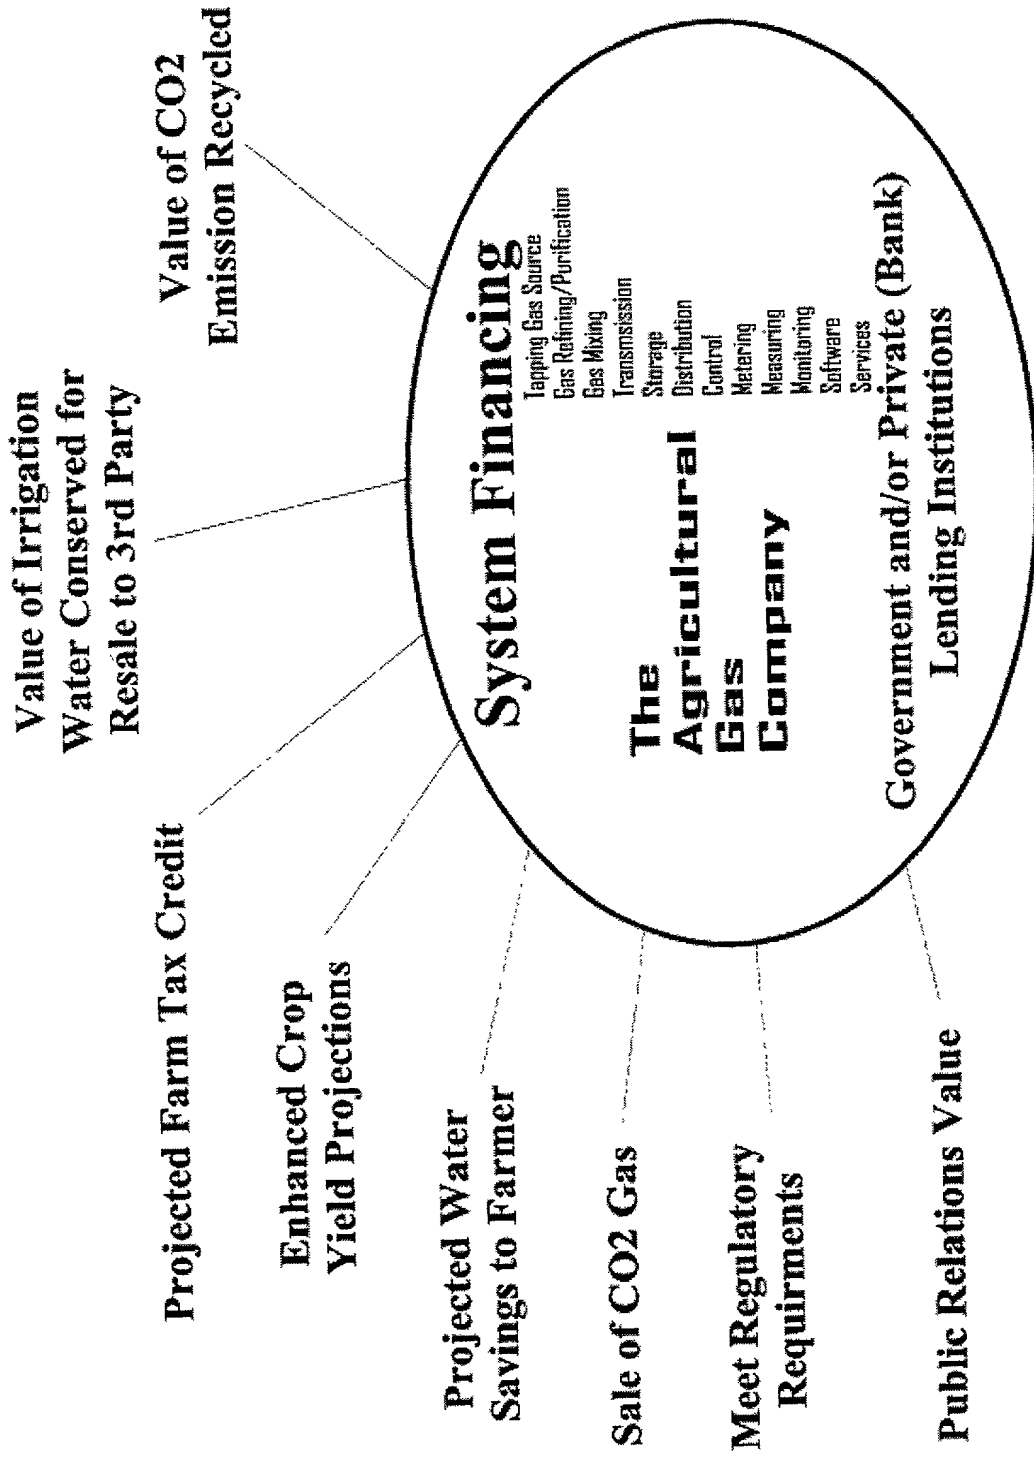 Value of Irrigation
Water Conserved for
Resale to 3rd Party
Value of CO2
Emission Recycled
Projected Farm Tax Credit
Enhanced Crop
Yield Projections
Projected Water
Savings to Farmer
Sale of CO2 Gas
Meet Regulatory
Requirments
Public Relations Value
System Financing
Tapping Gas Source
Gas Refining/Purification
Gas Mixing
Transmsission
Storage
Distribution
Control
Metering
Measuring
Monitoring
Software
Services
The
Agricultural
Gas
Company
Government and/or Private (Bank)
Lending Institutions